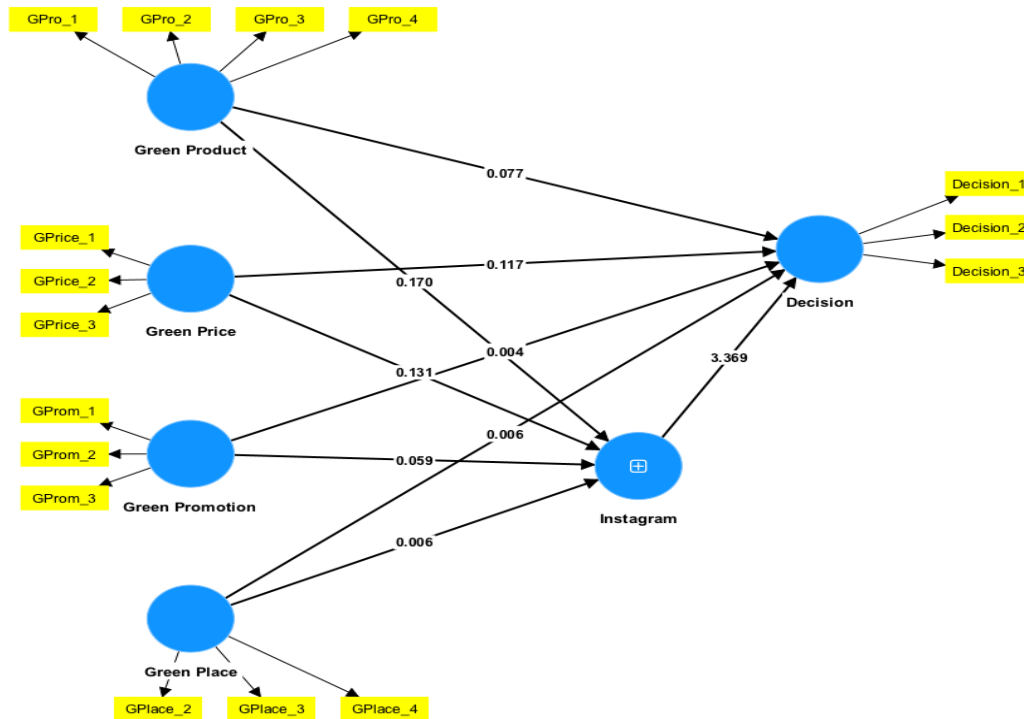 GPro_1
GPro_2
GPro_3
GPro_4
Green Product
0.077
Decision_1
Decision_2
Decision_3
GPrice_1
GPrice_2
GPrice_3
Green Price
0.117
0.170
Decision
0.004
0.131
3.369
GProm_1
GProm_2
GProm_3
Green Promotion
0.006
0.059
Instagram
0.006
Green Place
GPlace_2
GPlace_3
GPlace_4